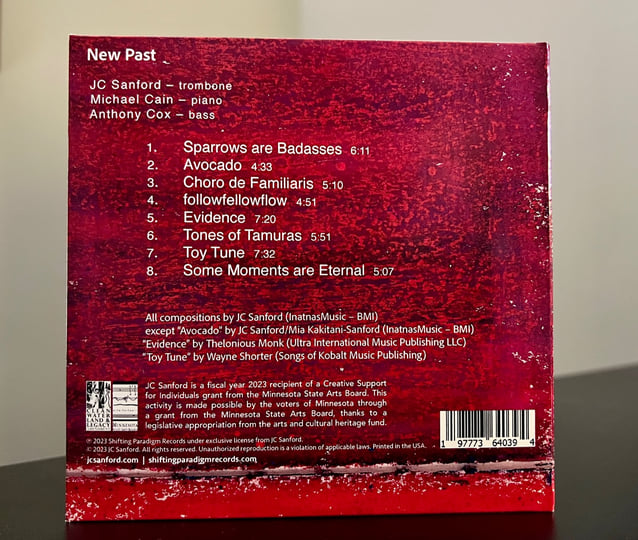 New Past
JC Sanford – trombone
Michael Cain – piano
Anthony Cox – bass
1. Sparrows are Badasses 6:11
2. Avocado 4:33
3. Choro de Familiaris 5:10
4. followfellowflow 4:51
5. Evidence 7:20
6. Tones of Tamuras 5:51
7. Toy Tune 7:32
8. Some Moments are Eternal 5:07
All compositions by JC Sanford (InatnasMusic – BMI)
except "Avocado" by JC Sanford/Mia Kakitani-Sanford (InatnasMusic – BMI)
"Evidence" by Thelonious Monk (Ultra International Music Publishing LLC)
"Toy Tune" by Wayne Shorter (Songs of Kobalt Music Publishing)
CLEAN
WATER
LAND &
LEGACY
JC Sanford is a fiscal year 2023 recipient of a Creative Support
for Individuals grant from the Minnesota State Arts Board. This
activity is made possible by the voters of Minnesota through
a grant from the Minnesota State Arts Board, thanks to a
legislative appropriation from the arts and cultural heritage fund.
℗ 2023 Shifting Paradigm Records under exclusive license from JC Sanford.
© 2023 JC Sanford. All rights reserved. Unauthorized reproduction is a violation of applicable laws. Printed in the USA.
jcsanford.com | shiftingparadigmrecords.com
1 97773 64039 4